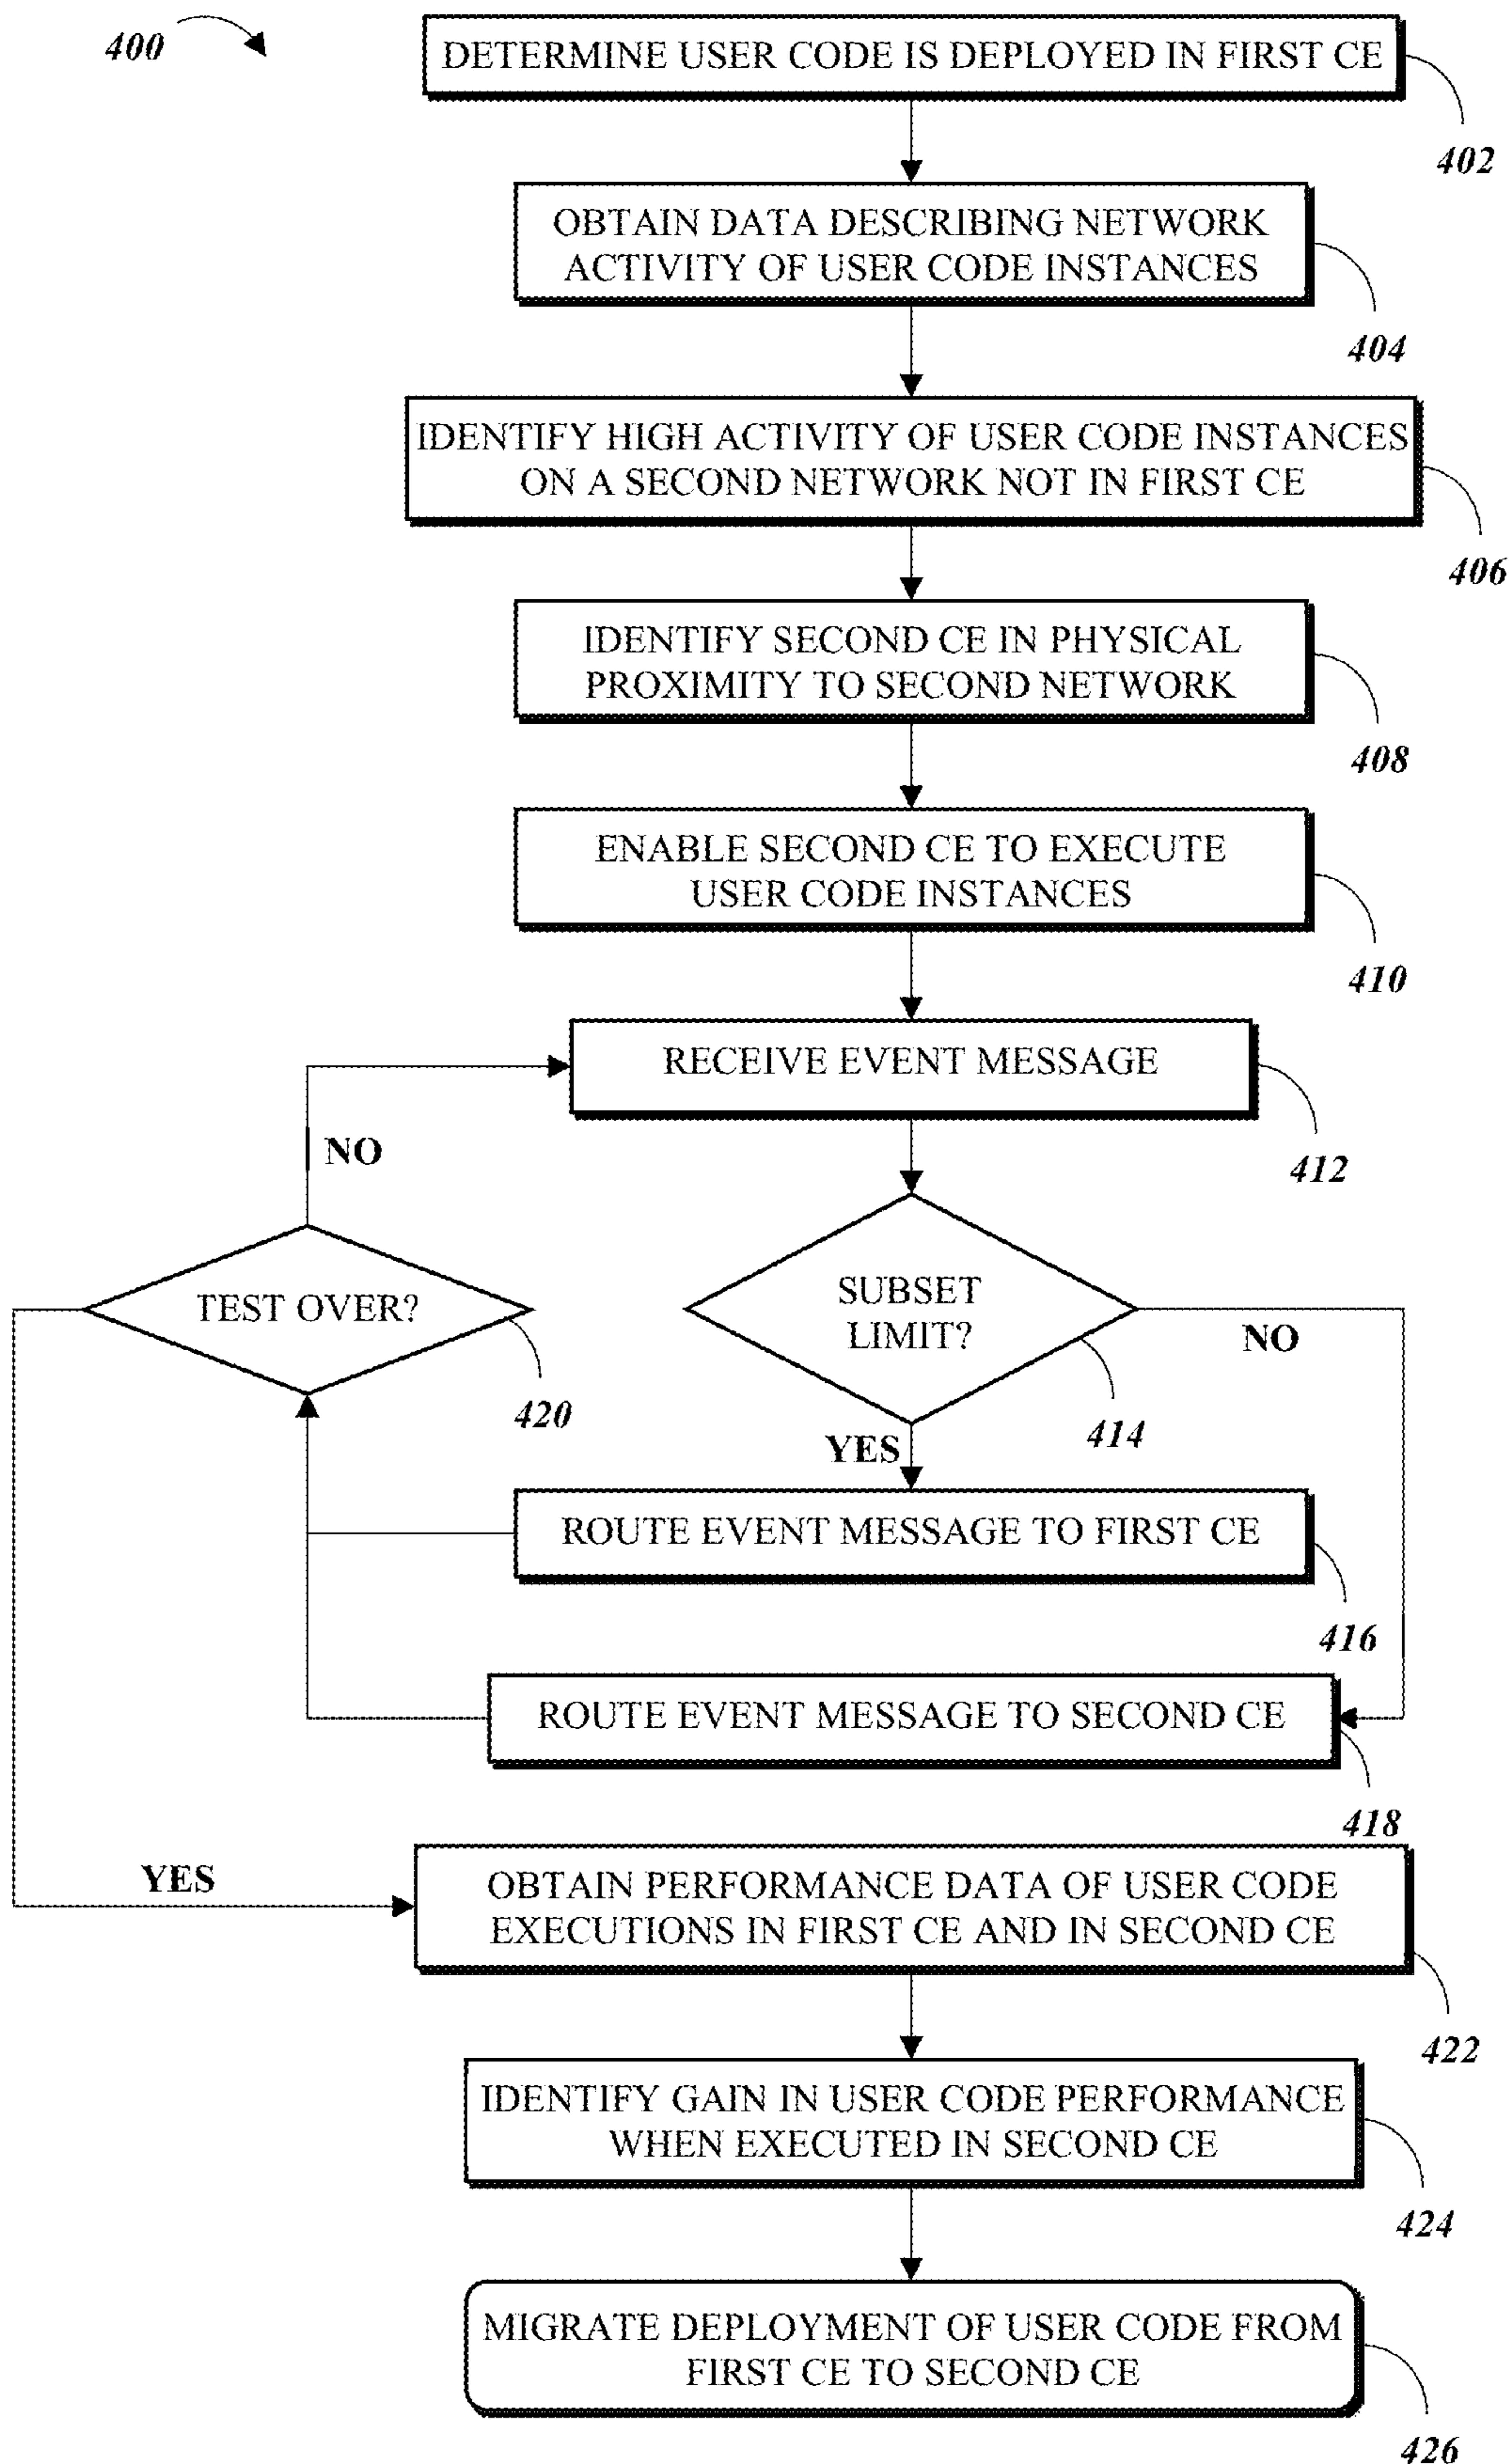 400
DETERMINE USER CODE IS DEPLOYED IN FIRST CE
402
OBTAIN DATA DESCRIBING NETWORK
ACTIVITY OF USER CODE INSTANCES
404
IDENTIFY HIGH ACTIVITY OF USER CODE INSTANCES
ON A SECOND NETWORK NOT IN FIRST CE
406
IDENTIFY SECOND CE IN PHYSICAL
PROXIMITY TO SECOND NETWORK
408
ENABLE SECOND CE TO EXECUTE
USER CODE INSTANCES
410
RECEIVE EVENT MESSAGE
412
NO
TEST OVER?
420
SUBSET
LIMIT?
NO
414
YES
ROUTE EVENT MESSAGE TO FIRST CE
416
ROUTE EVENT MESSAGE TO SECOND CE
418
YES
OBTAIN PERFORMANCE DATA OF USER CODE
EXECUTIONS IN FIRST CE AND IN SECOND CE
422
IDENTIFY GAIN IN USER CODE PERFORMANCE
WHEN EXECUTED IN SECOND CE
424
MIGRATE DEPLOYMENT OF USER CODE FROM
FIRST CE TO SECOND CE
426